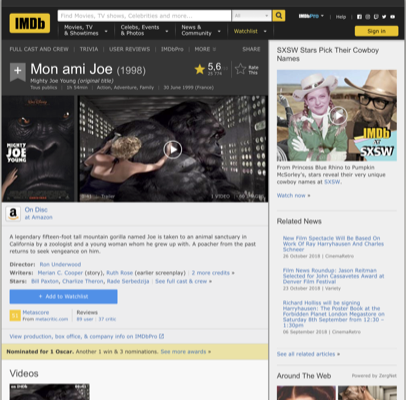 IMDb
Find Movies, TV shows, Celebrities and more...
All
IMDbPro
Help
Movies, TV
& Showtimes
Celebs, Events
& Photos
News &
Community
Watchlist
Sign in
FULL CAST AND CREW | TRIVIA | USER REVIEWS | IMDbPro | MORE
SHARE
Mon ami Joe (1998)
Mighty Joe Young (original title)
Tous publics | 1h 54min | Action, Adventure, Family | 30 June 1999 (France)
5,6
Rate
This
MIGHTY
JOE
YOUNG
Trailer
1 VIDEO
On Disc
at Amazon
A legendary fifteen-foot tall mountain gorilla named Joe is taken to an animal sanctuary in
California by a zoologist and a young woman whom he grew up with. A poacher from the past
returns to seek vengeance on him.
Director: Ron Underwood
Writers: Merian C. Cooper (story), Ruth Rose (earlier screenplay) | 2 more credits »
Stars: Bill Paxton, Charlize Theron, Rade Serbedzija | See full cast & crew »
+ Add to Watchlist
Metascore
From metacritic.com
Reviews
89 user | 37 critic
View production, box office, & company info on IMDbPro
Nominated for 1 Oscar. Another 1 win & 3 nominations. See more awards »
Videos
SXSW Stars Pick Their Cowboy
Names
IMDb
AT
SXSW
From Princess Blue Rhino to Pumpkin
McSorley's, stars reveal their very unique
cowboy names at SXSW.
Watch now »
Related News
New Film Spectacle Will Be Based On
Work Of Ray Harryhausen And Charles
Schneer
26 October 2018 | CinemaRetro
Film News Roundup: Jason Reitman
Selected for John Cassavetes Award at
Denver Film Festival
23 October 2018 | Variety
Richard Holliss will be signing
Harryhausen: The Poster Book at the
Forbidden Planet London Megastore on
Saturday 8th September from 12:30 –
1:30pm
06 September 2018 | CinemaRetro
See all related articles »
Around The Web
Powered by ZergNet